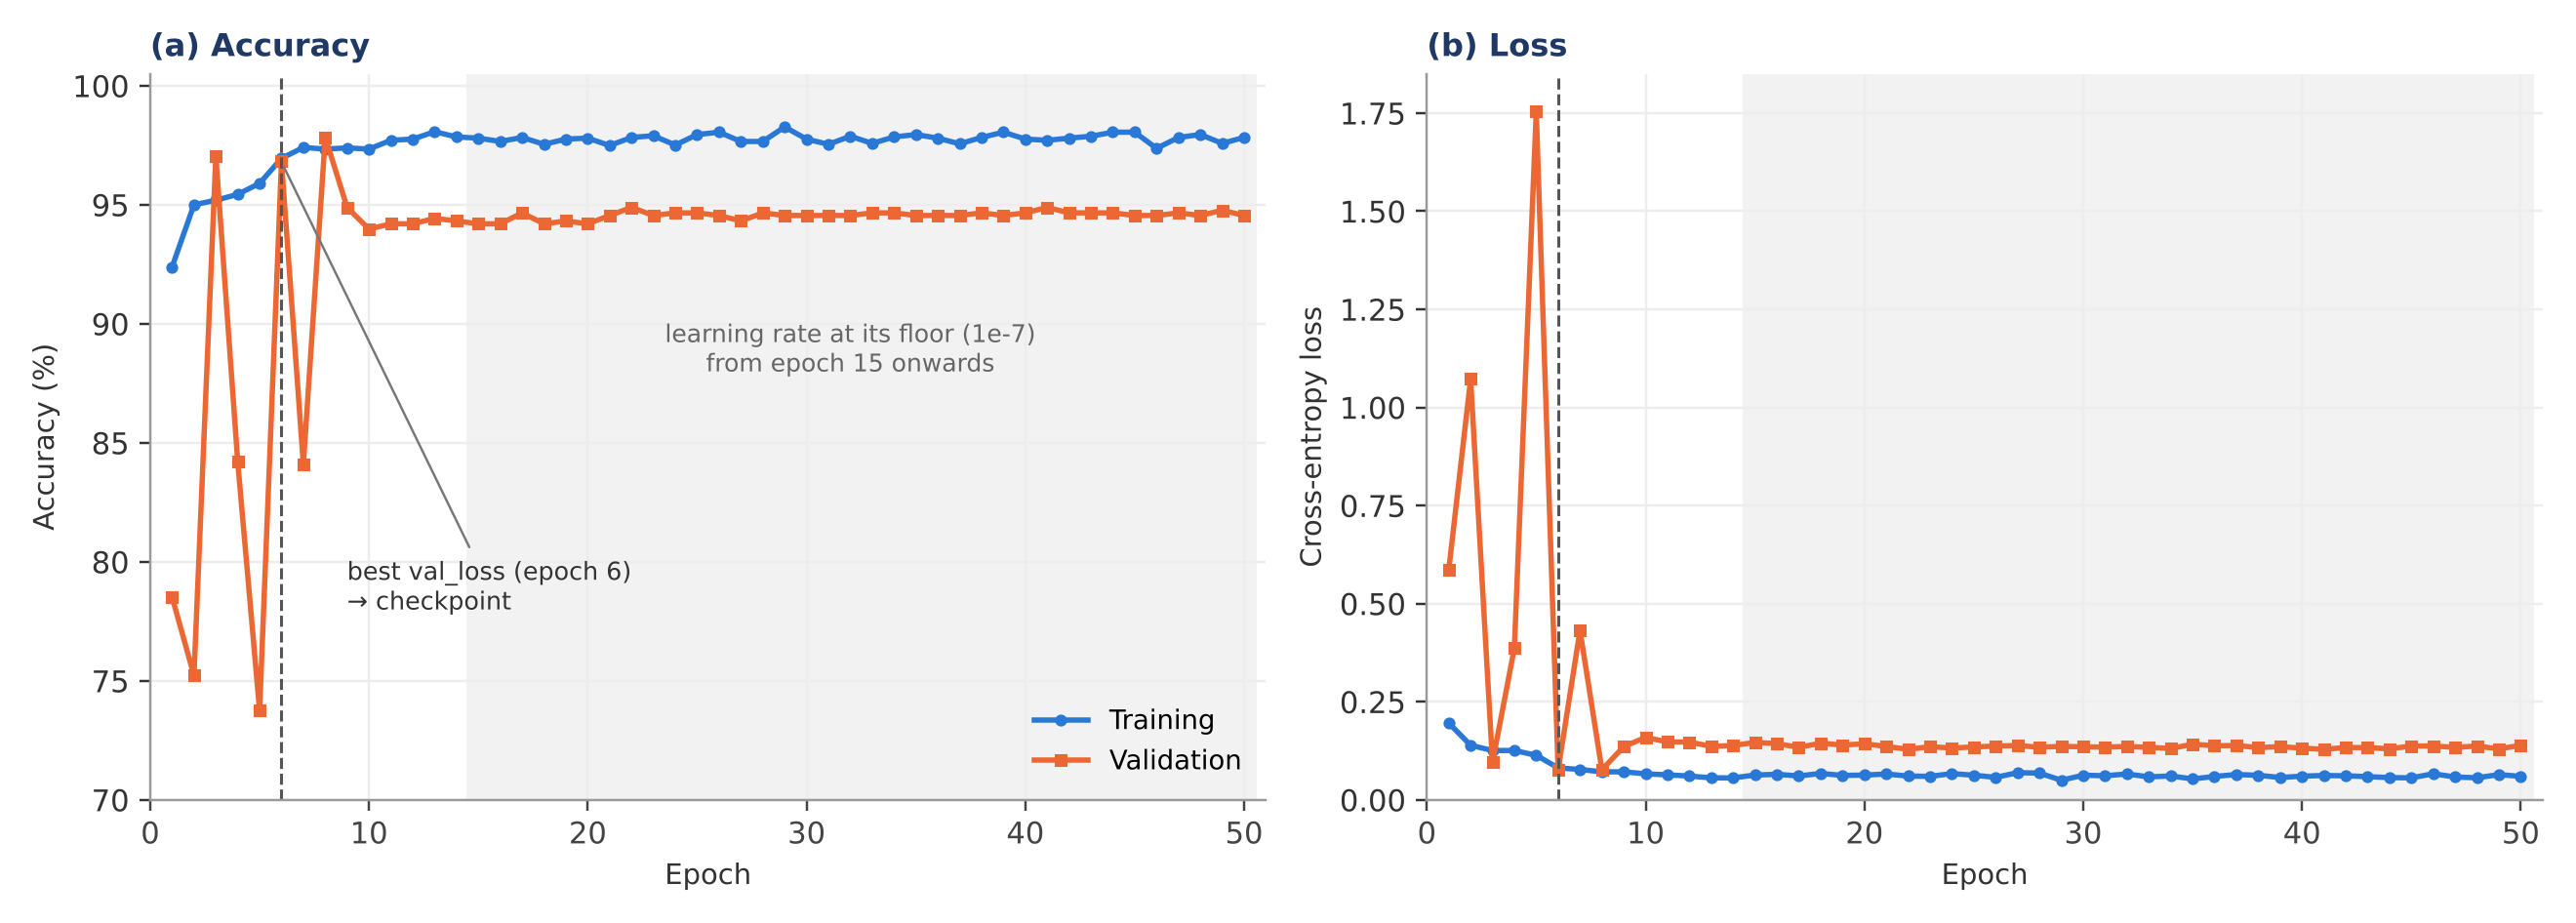 (a) Accuracy
100
95
90
85
80
75
70
Accuracy (%)
0
10
20
30
40
50
Epoch
learning rate at its floor (1e-7)
from epoch 15 onwards
best val_loss (epoch 6)
→ checkpoint
Training
Validation
(b) Loss
1.75
1.50
1.25
1.00
0.75
0.50
0.25
0.00
Cross-entropy loss
0
10
20
30
40
50
Epoch